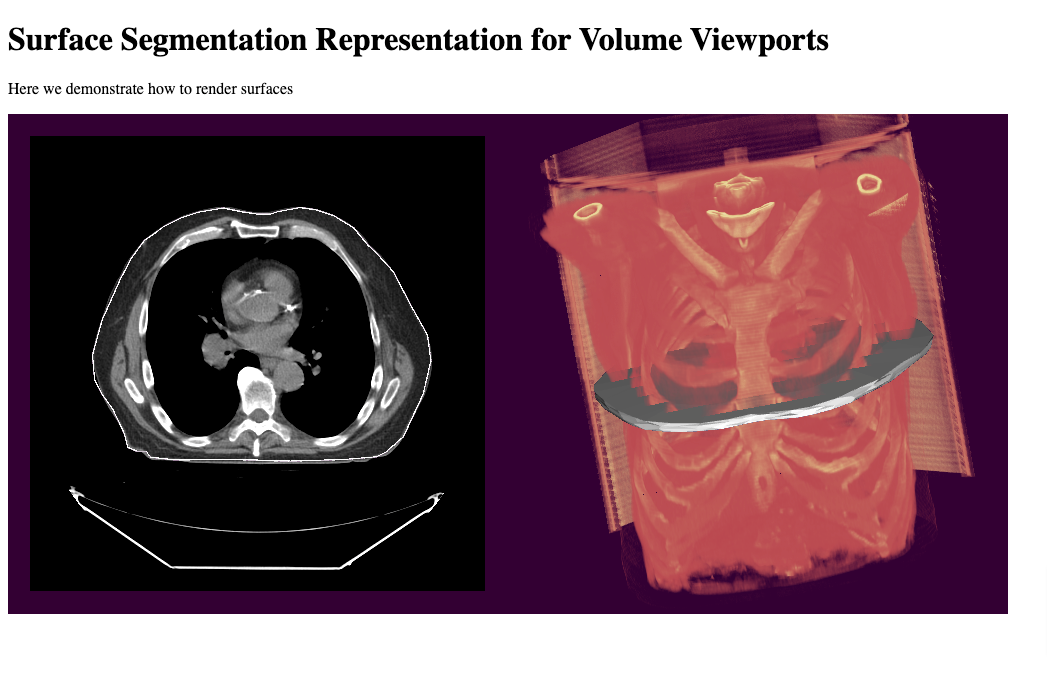 Surface Segmentation Representation for Volume Viewports
Here we demonstrate how to render surfaces